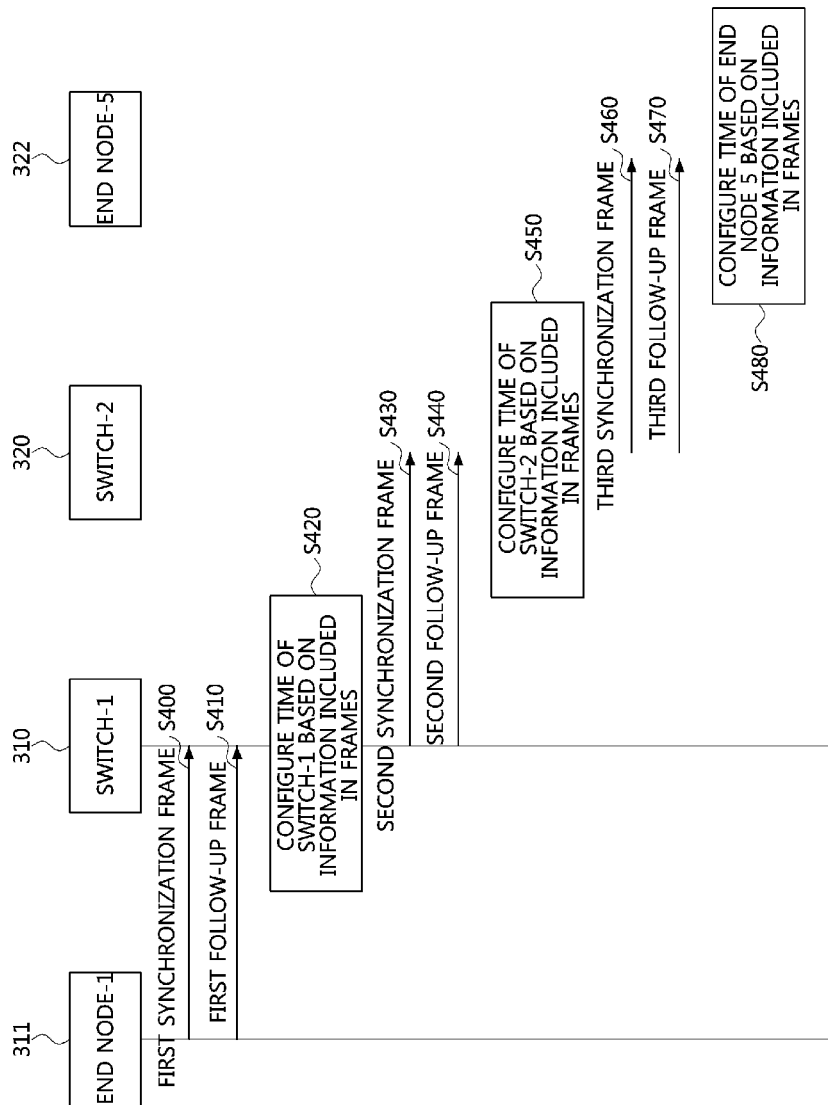 311
310
320
322
END NODE-1
SWITCH-1
SWITCH-2
END NODE-5
FIRST SYNCHRONIZATION FRAME
S400
FIRST FOLLOW-UP FRAME
S410
CONFIGURE TIME OF
SWITCH-1 BASED ON
INFORMATION INCLUDED
IN FRAMES
S420
SECOND SYNCHRONIZATION FRAME
S430
SECOND FOLLOW-UP FRAME
S440
CONFIGURE TIME OF
SWITCH-2 BASED ON
INFORMATION INCLUDED
IN FRAMES
S450
THIRD SYNCHRONIZATION FRAME
S460
THIRD FOLLOW-UP FRAME
S470
CONFIGURE TIME OF END
NODE 5 BASED ON
INFORMATION INCLUDED
IN FRAMES
S480